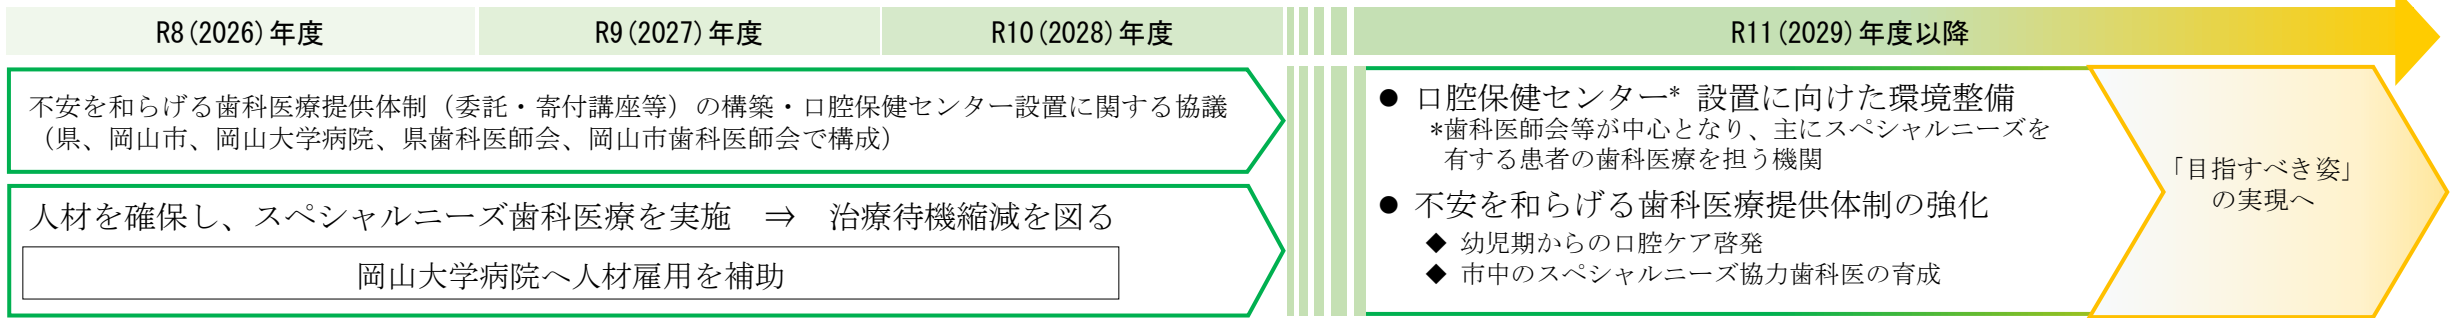 R8(2026)年度
R9(2027)年度
R10(2028)年度
R11(2029)年度以降
不安を和らげる歯科医療提供体制（委託・寄付講座等）の構築・口腔保健センター設置に関する協議
（県、岡山市、岡山大学病院、県歯科医師会、岡山市歯科医師会で構成）
人材を確保し、スペシャルニーズ歯科医療を実施　⇒　治療待機縮減を図る
岡山大学病院へ人材雇用を補助
● 口腔保健センター* 設置に向けた環境整備
*歯科医師会等が中心となり、主にスペシャルニーズを
有する患者の歯科医療を担う機関
● 不安を和らげる歯科医療提供体制の強化
◆ 幼児期からの口腔ケア啓発
◆ 市中のスペシャルニーズ協力歯科医の育成
「目指すべき姿」
の実現へ